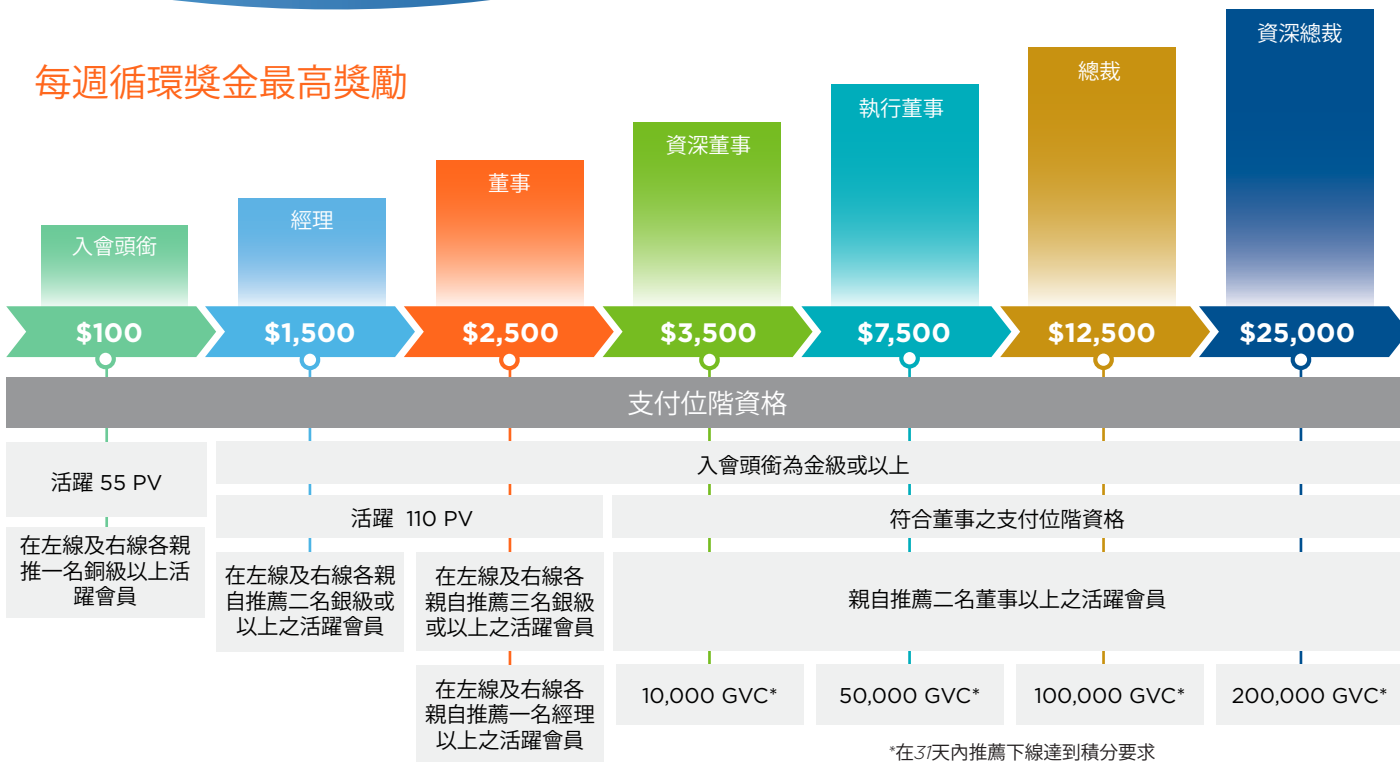 每週循環獎金最高獎勵
入會頭銜
經理
董事
資深董事
執行董事
總裁
資深總裁
$100
$1,500
$2,500
$3,500
$7,500
$12,500
$25,000
支付位階資格
活躍 55 PV
入會頭銜為金級或以上
活躍 110 PV
符合董事之支付位階資格
在左線及右線各親
推一名銅級以上活
躍會員
在左線及右線各親
自推薦二名銀級或
以上之活躍會員
在左線及右線各
親自推薦三名銀級
或以上之活躍會員
親自推薦二名董事以上之活躍會員
在左線及右線各
親自推薦一名經理
以上之活躍會員
10,000 GVC*
50,000 GVC*
100,000 GVC*
200,000 GVC*
*在31天內推薦下線達到積分要求